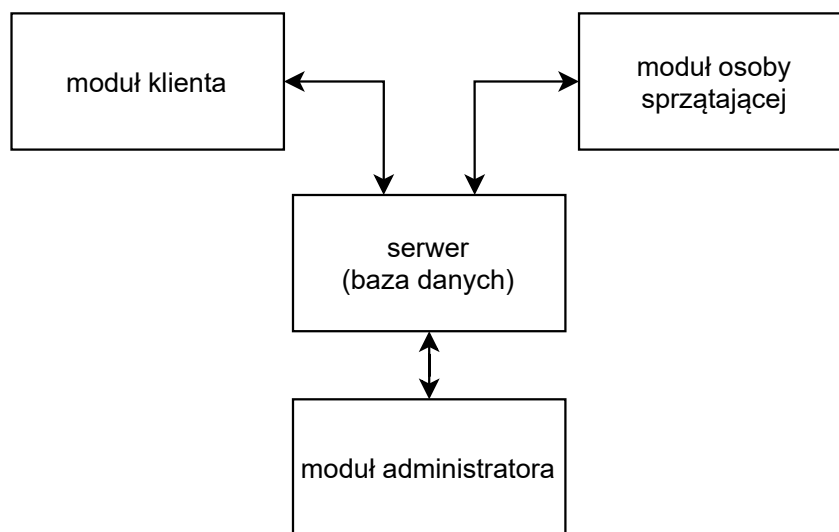 moduł klienta
moduł osoby
sprzątającej
serwer
(baza danych)
moduł administratora